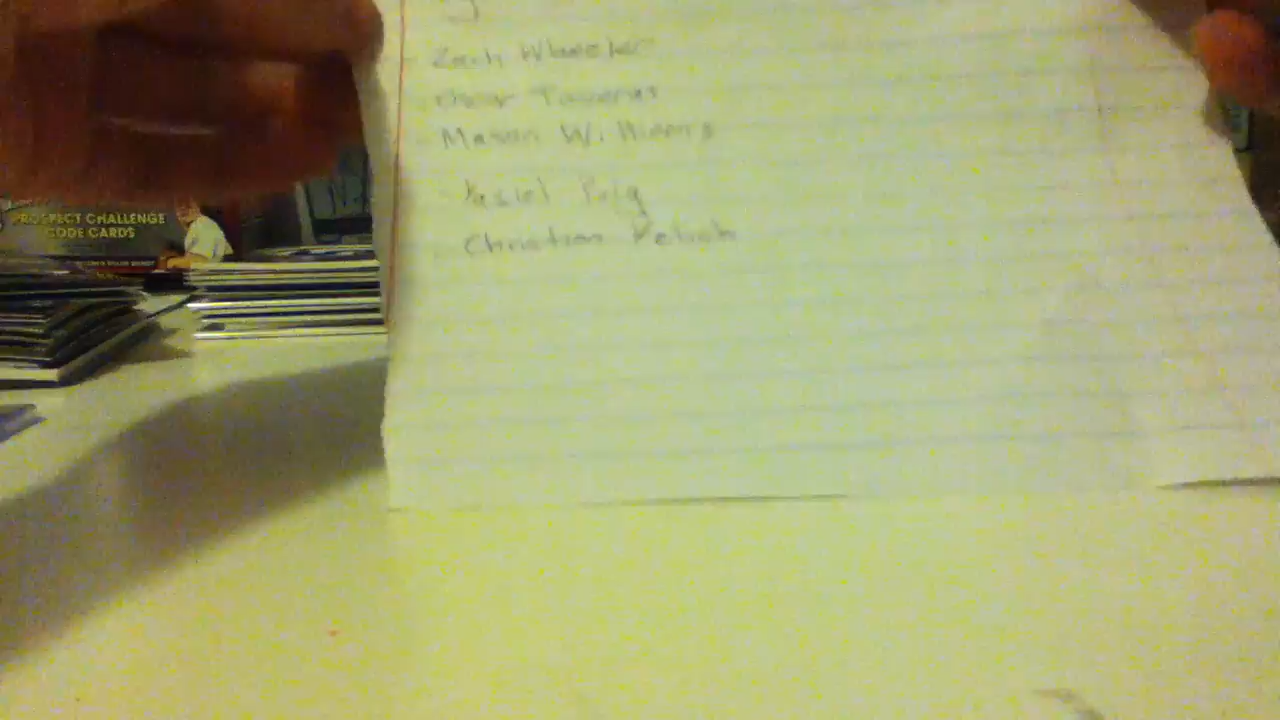 Zach Wheeler
Oscar Taveras
Mason Williams
Yasiel Puig
Christian Yelich
PROSPECT CHALLENGE
CODE CARDS